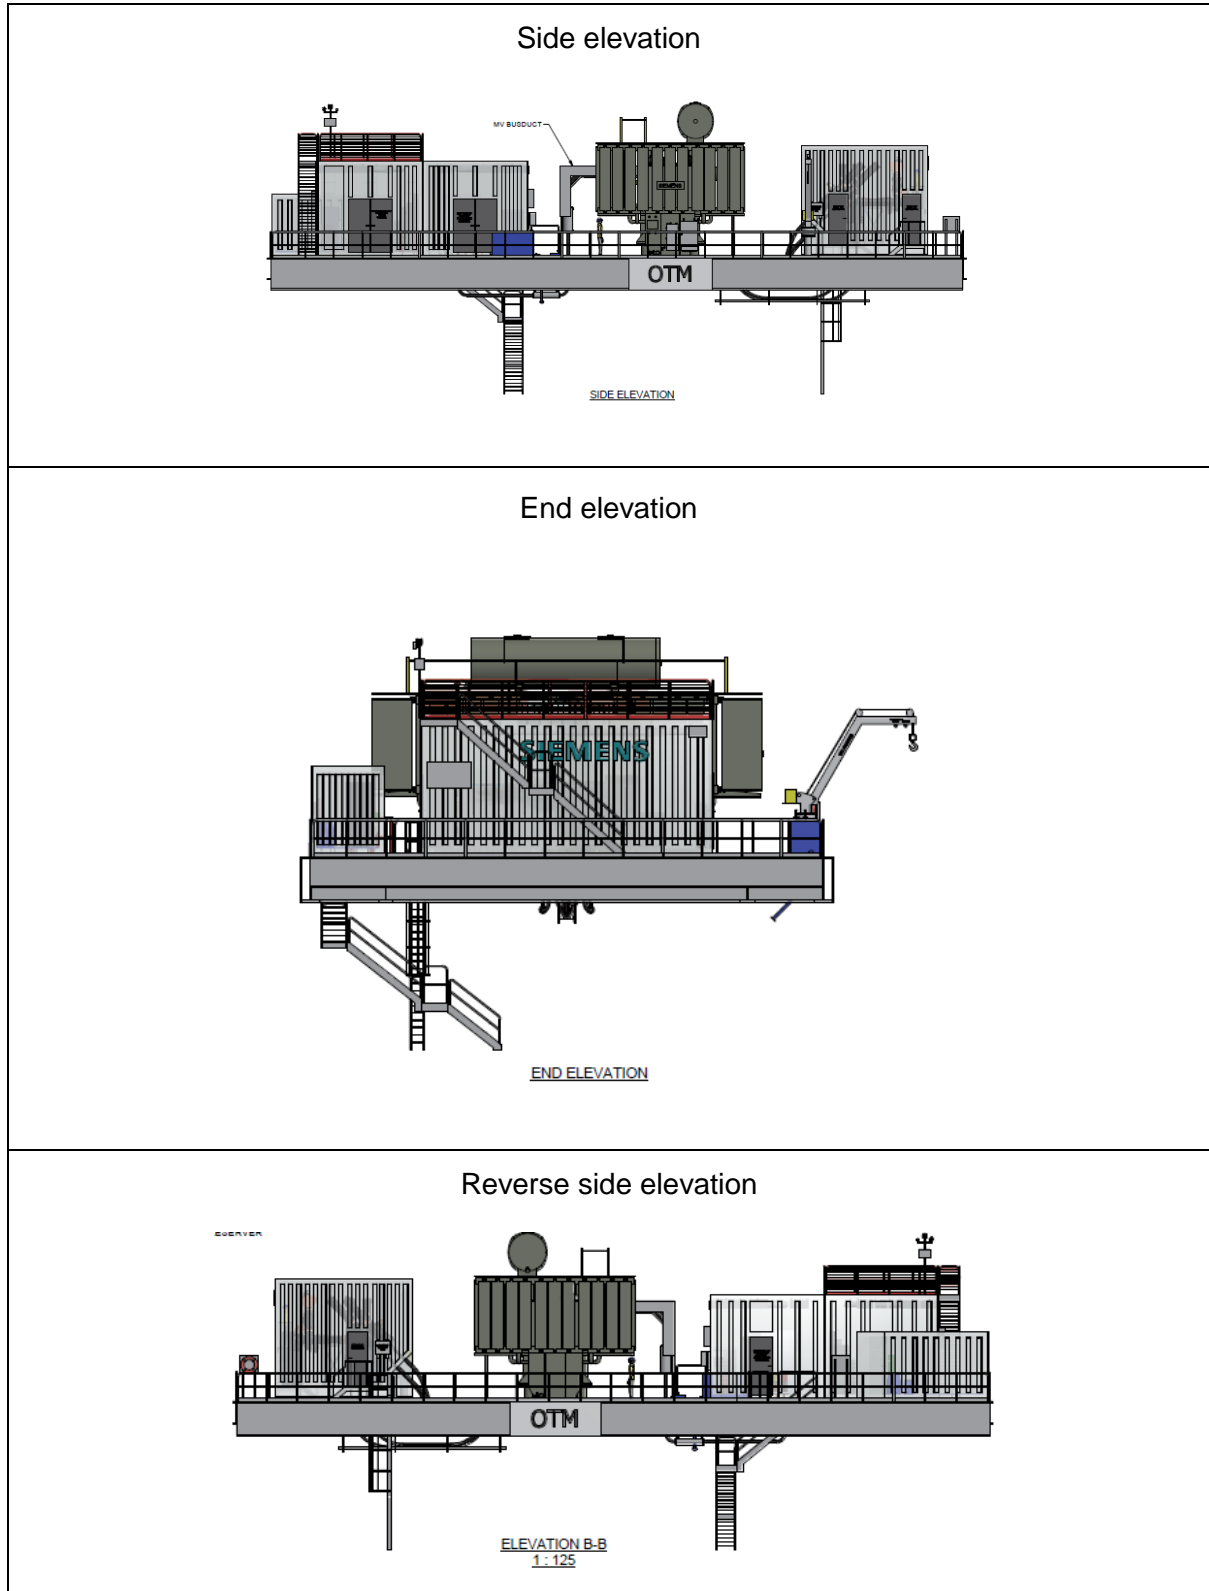 Side elevation
MV BUSDUCT
SIEMENS
OTM
SIDE ELEVATION
End elevation
SIEMENS
END ELEVATION
Reverse side elevation
OTM
ELEVATION B-B
1 : 125